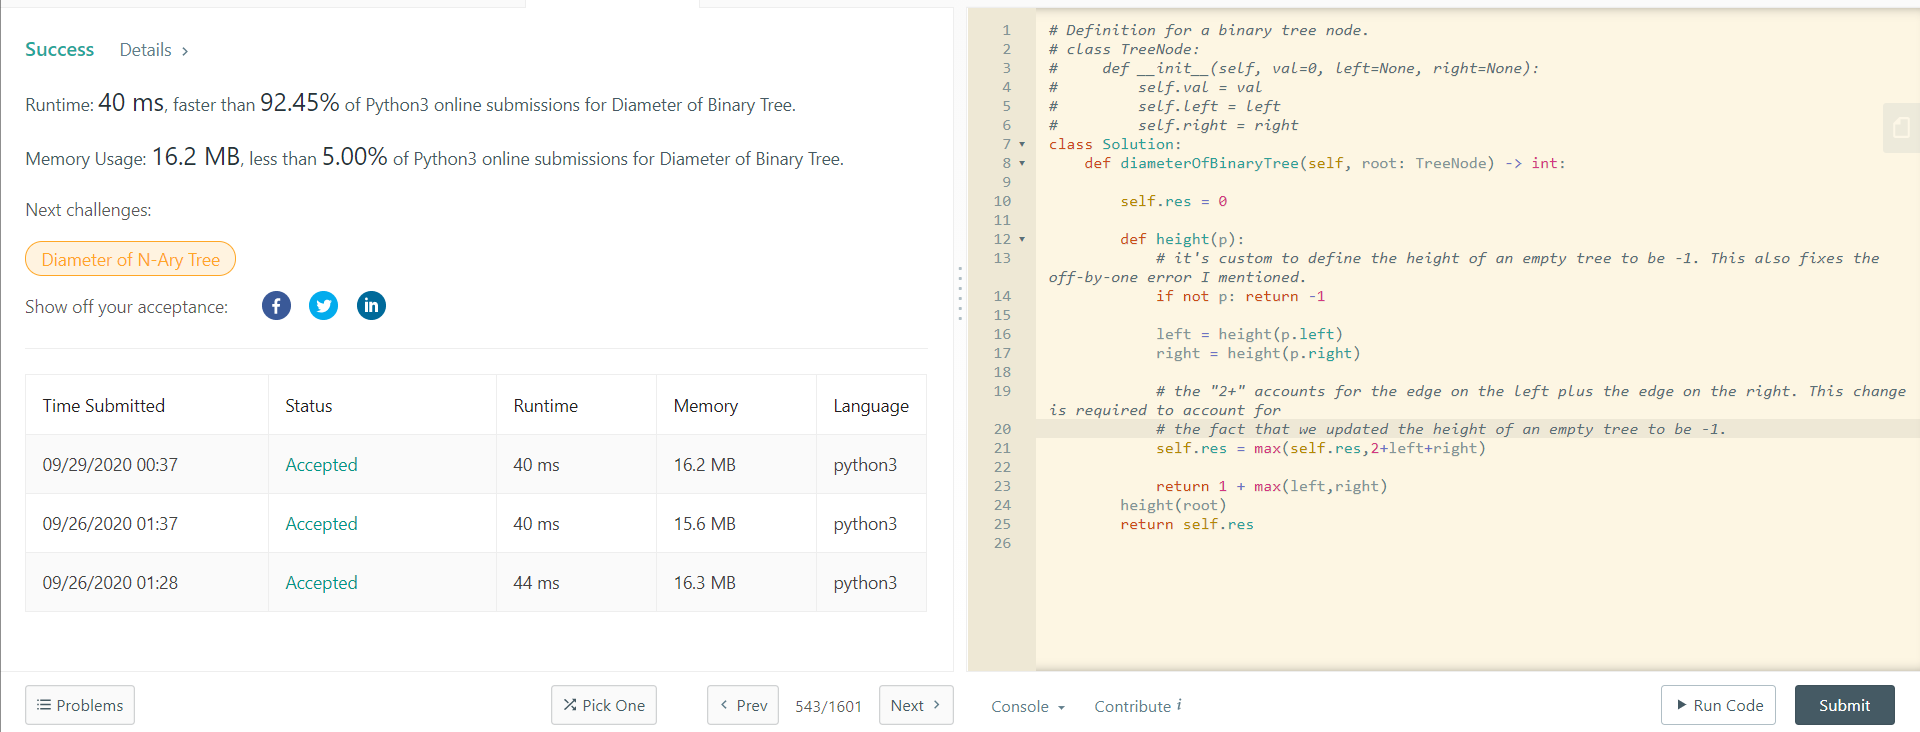 Success Details >
Runtime: 40 ms, faster than 92.45% of Python3 online submissions for Diameter of Binary Tree.
Memory Usage: 16.2 MB, less than 5.00% of Python3 online submissions for Diameter of Binary Tree.
Next challenges:
Diameter of N-Ary Tree
Show off your acceptance: f in
Time Submitted Status Runtime Memory Language
09/29/2020 00:37 Accepted 40 ms 16.2 MB python3
09/26/2020 01:37 Accepted 40 ms 15.6 MB python3
09/26/2020 01:28 Accepted 44 ms 16.3 MB python3
Problems Pick One < Prev 543/1601 Next >
1 # Definition for a binary tree node.
2 # class TreeNode:
3 #     def __init__(self, val=0, left=None, right=None):
4 #         self.val = val
5 #         self.left = left
6 #         self.right = right
7 class Solution:
8     def diameterOfBinaryTree(self, root: TreeNode) -> int:
9
10         self.res = 0
11
12         def height(p):
13             # it's custom to define the height of an empty tree to be -1. This also fixes the
off-by-one error I mentioned.
14             if not p: return -1
15
16             left = height(p.left)
17             right = height(p.right)
18
19             # the "2+" accounts for the edge on the left plus the edge on the right. This change
is required to account for
20             # the fact that we updated the height of an empty tree to be -1.
21             self.res = max(self.res,2+left+right)
22
23             return 1 + max(left,right)
24         height(root)
25         return self.res
26
Console Contribute i Run Code Submit